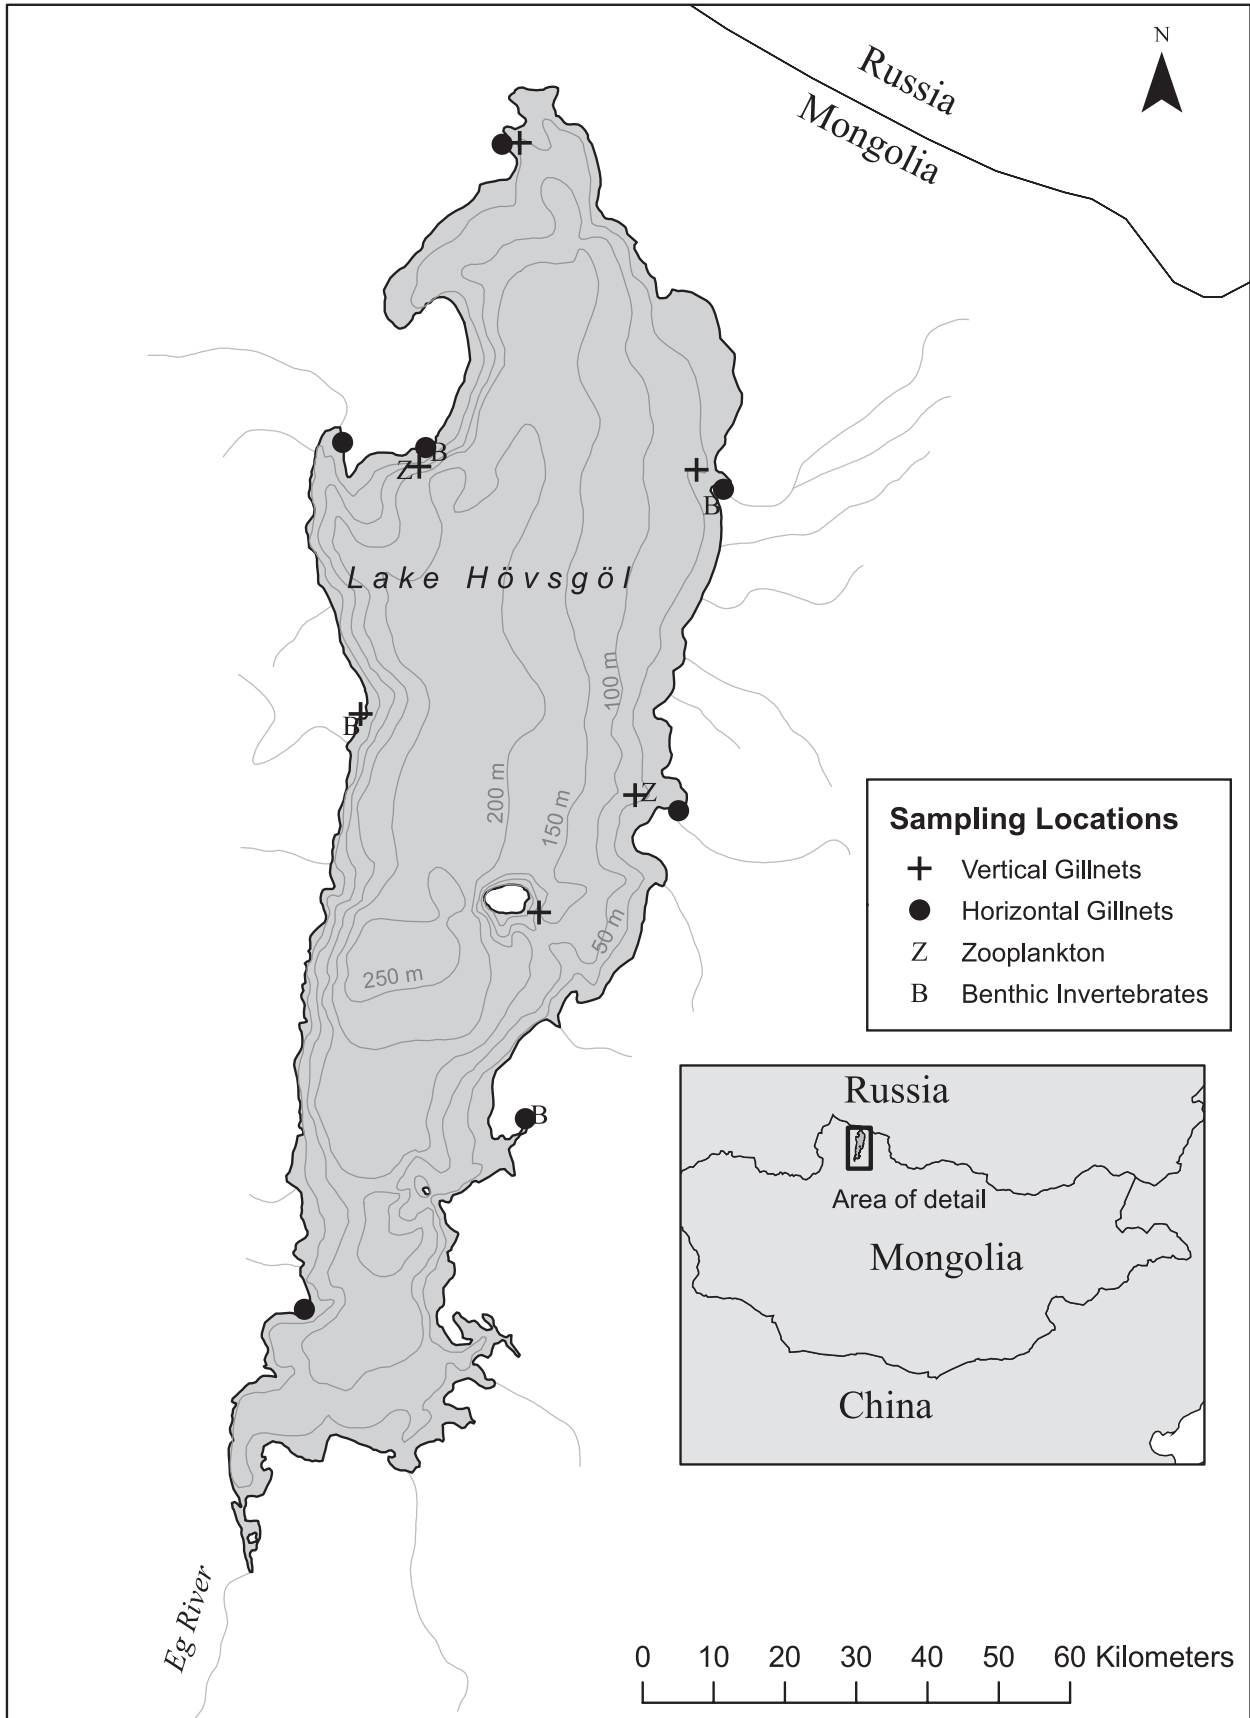 N
Russia
Mongolia
B
Z
B
Lake Hövsgöl
100 m
B
200 m
Z
150 m
50 m
250 m
B
Sampling Locations
Vertical Gillnets
Horizontal Gillnets
Z Zooplankton
B Benthic Invertebrates
Russia
Area of detail
Mongolia
China
Eg River
0 10 20 30 40 50 60 Kilometers